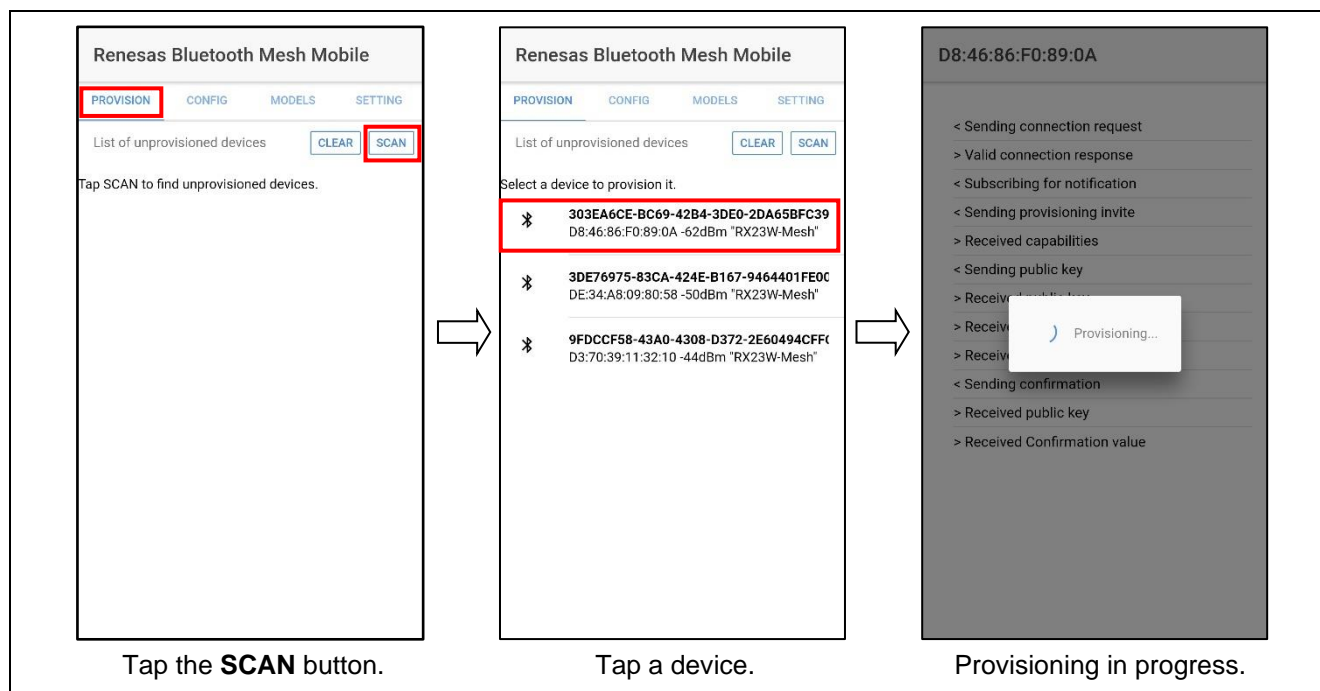 Renesas Bluetooth Mesh Mobile
PROVISION CONFIG MODELS SETTING
List of unprovisioned devices CLEAR SCAN
Tap SCAN to find unprovisioned devices.
Tap the SCAN button.
Renesas Bluetooth Mesh Mobile
PROVISION CONFIG MODELS SETTING
List of unprovisioned devices CLEAR SCAN
Select a device to provision it.
303EA6CE-BC69-42B4-3DE0-2DA65BFC39
D8:46:86:F0:89:0A -62dBm "RX23W-Mesh"
3DE76975-83CA-424E-B167-9464401FE00
DE:34:A8:09:80:58 -50dBm "RX23W-Mesh"
9FDCCF58-43A0-4308-D372-2E60494CFF
D3:70:39:11:32:10 -44dBm "RX23W-Mesh"
Tap a device.
D8:46:86:F0:89:0A
< Sending connection request
> Valid connection response
< Subscribing for notification
< Sending provisioning invite
> Received capabilities
< Sending public key
> Received public key
> Receive
Provisioning...
> Receive
< Sending confirmation
> Received public key
> Received Confirmation value
Provisioning in progress.